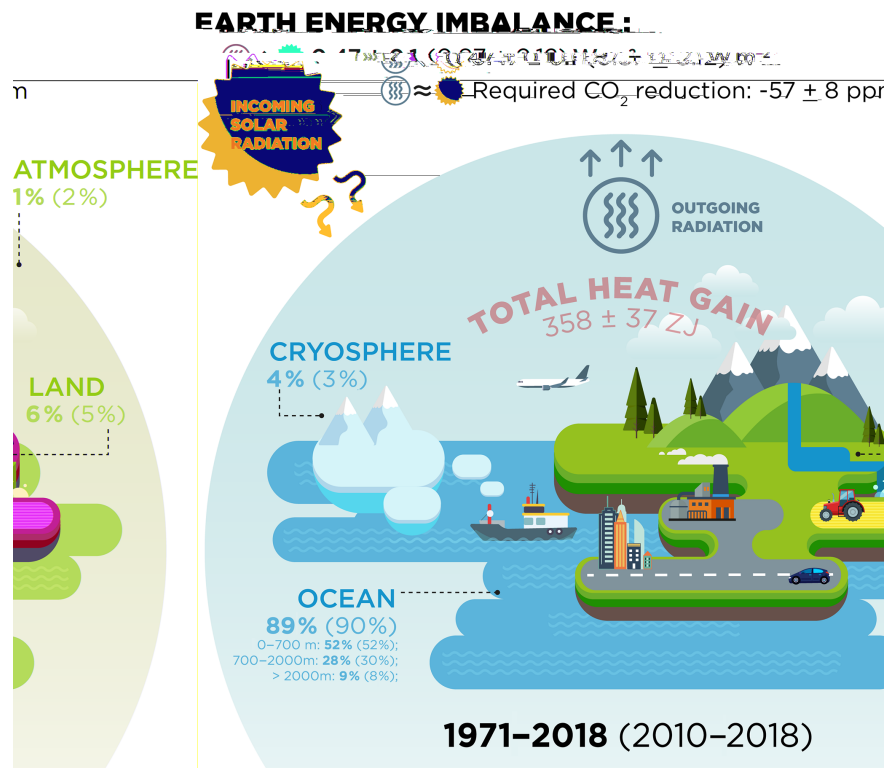 EARTH ENERGY IMBALANCE :
m
Required CO2 reduction: -57 ± 8 ppm
INCOMING
SOLAR
RADIATION
ATMOSPHERE
1% (2%)
OUTGOING
RADIATION
TOTAL HEAT GAIN
358 ± 37 ZJ
CRYOSPHERE
4% (3%)
LAND
6% (5%)
OCEAN
89% (90%)
0–700 m: 52% (52%);
700–2000m: 28% (30%);
> 2000m: 9% (8%);
1971–2018 (2010–2018)